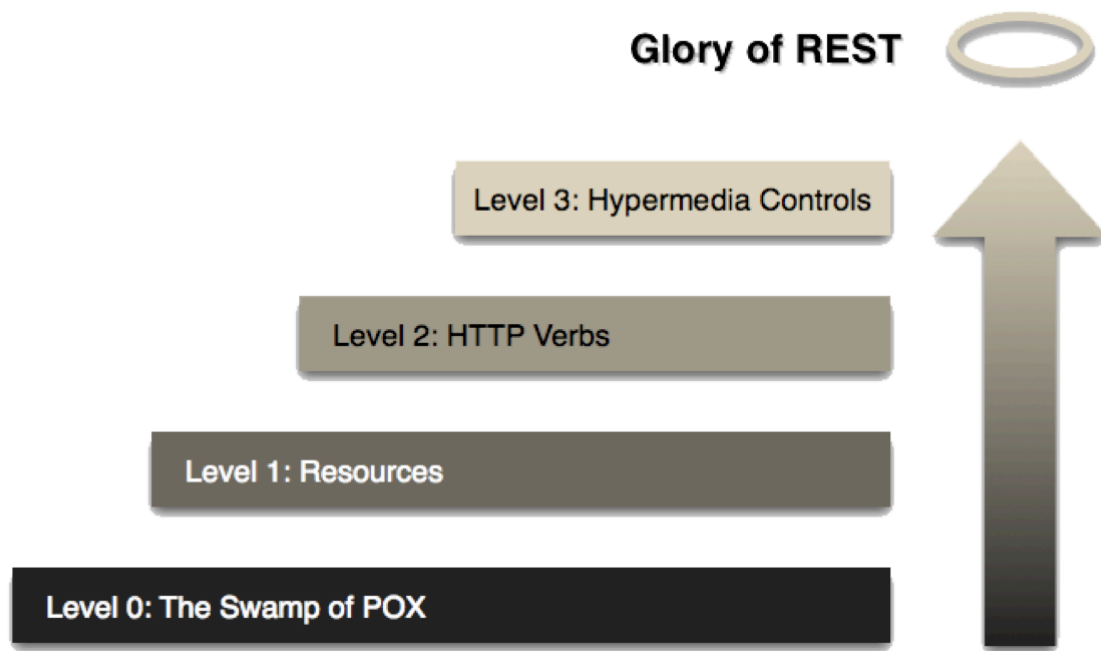 Glory of REST
Level 3: Hypermedia Controls
Level 2: HTTP Verbs
Level 1: Resources
Level 0: The Swamp of POX